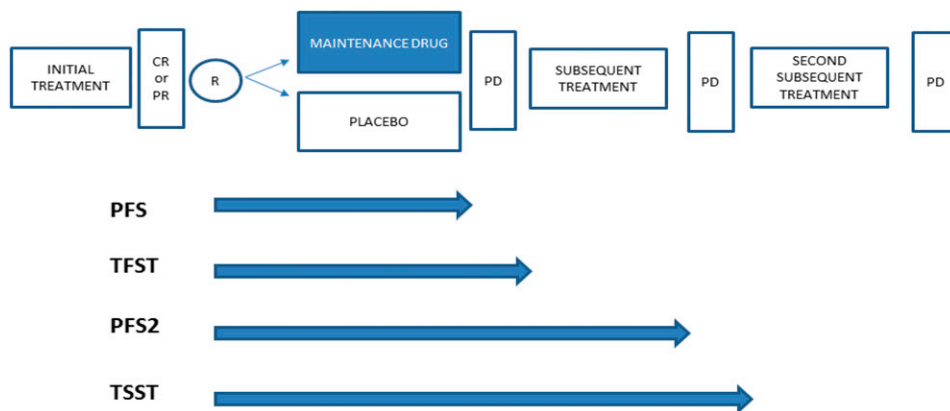 INITIAL
TREATMENT
CR
or
PR
R
MAINTENANCE DRUG
PLACEBO
PD
SUBSEQUENT
TREATMENT
PD
SECOND
SUBSEQUENT
TREATMENT
PD
PFS
TFST
PFS2
TSST